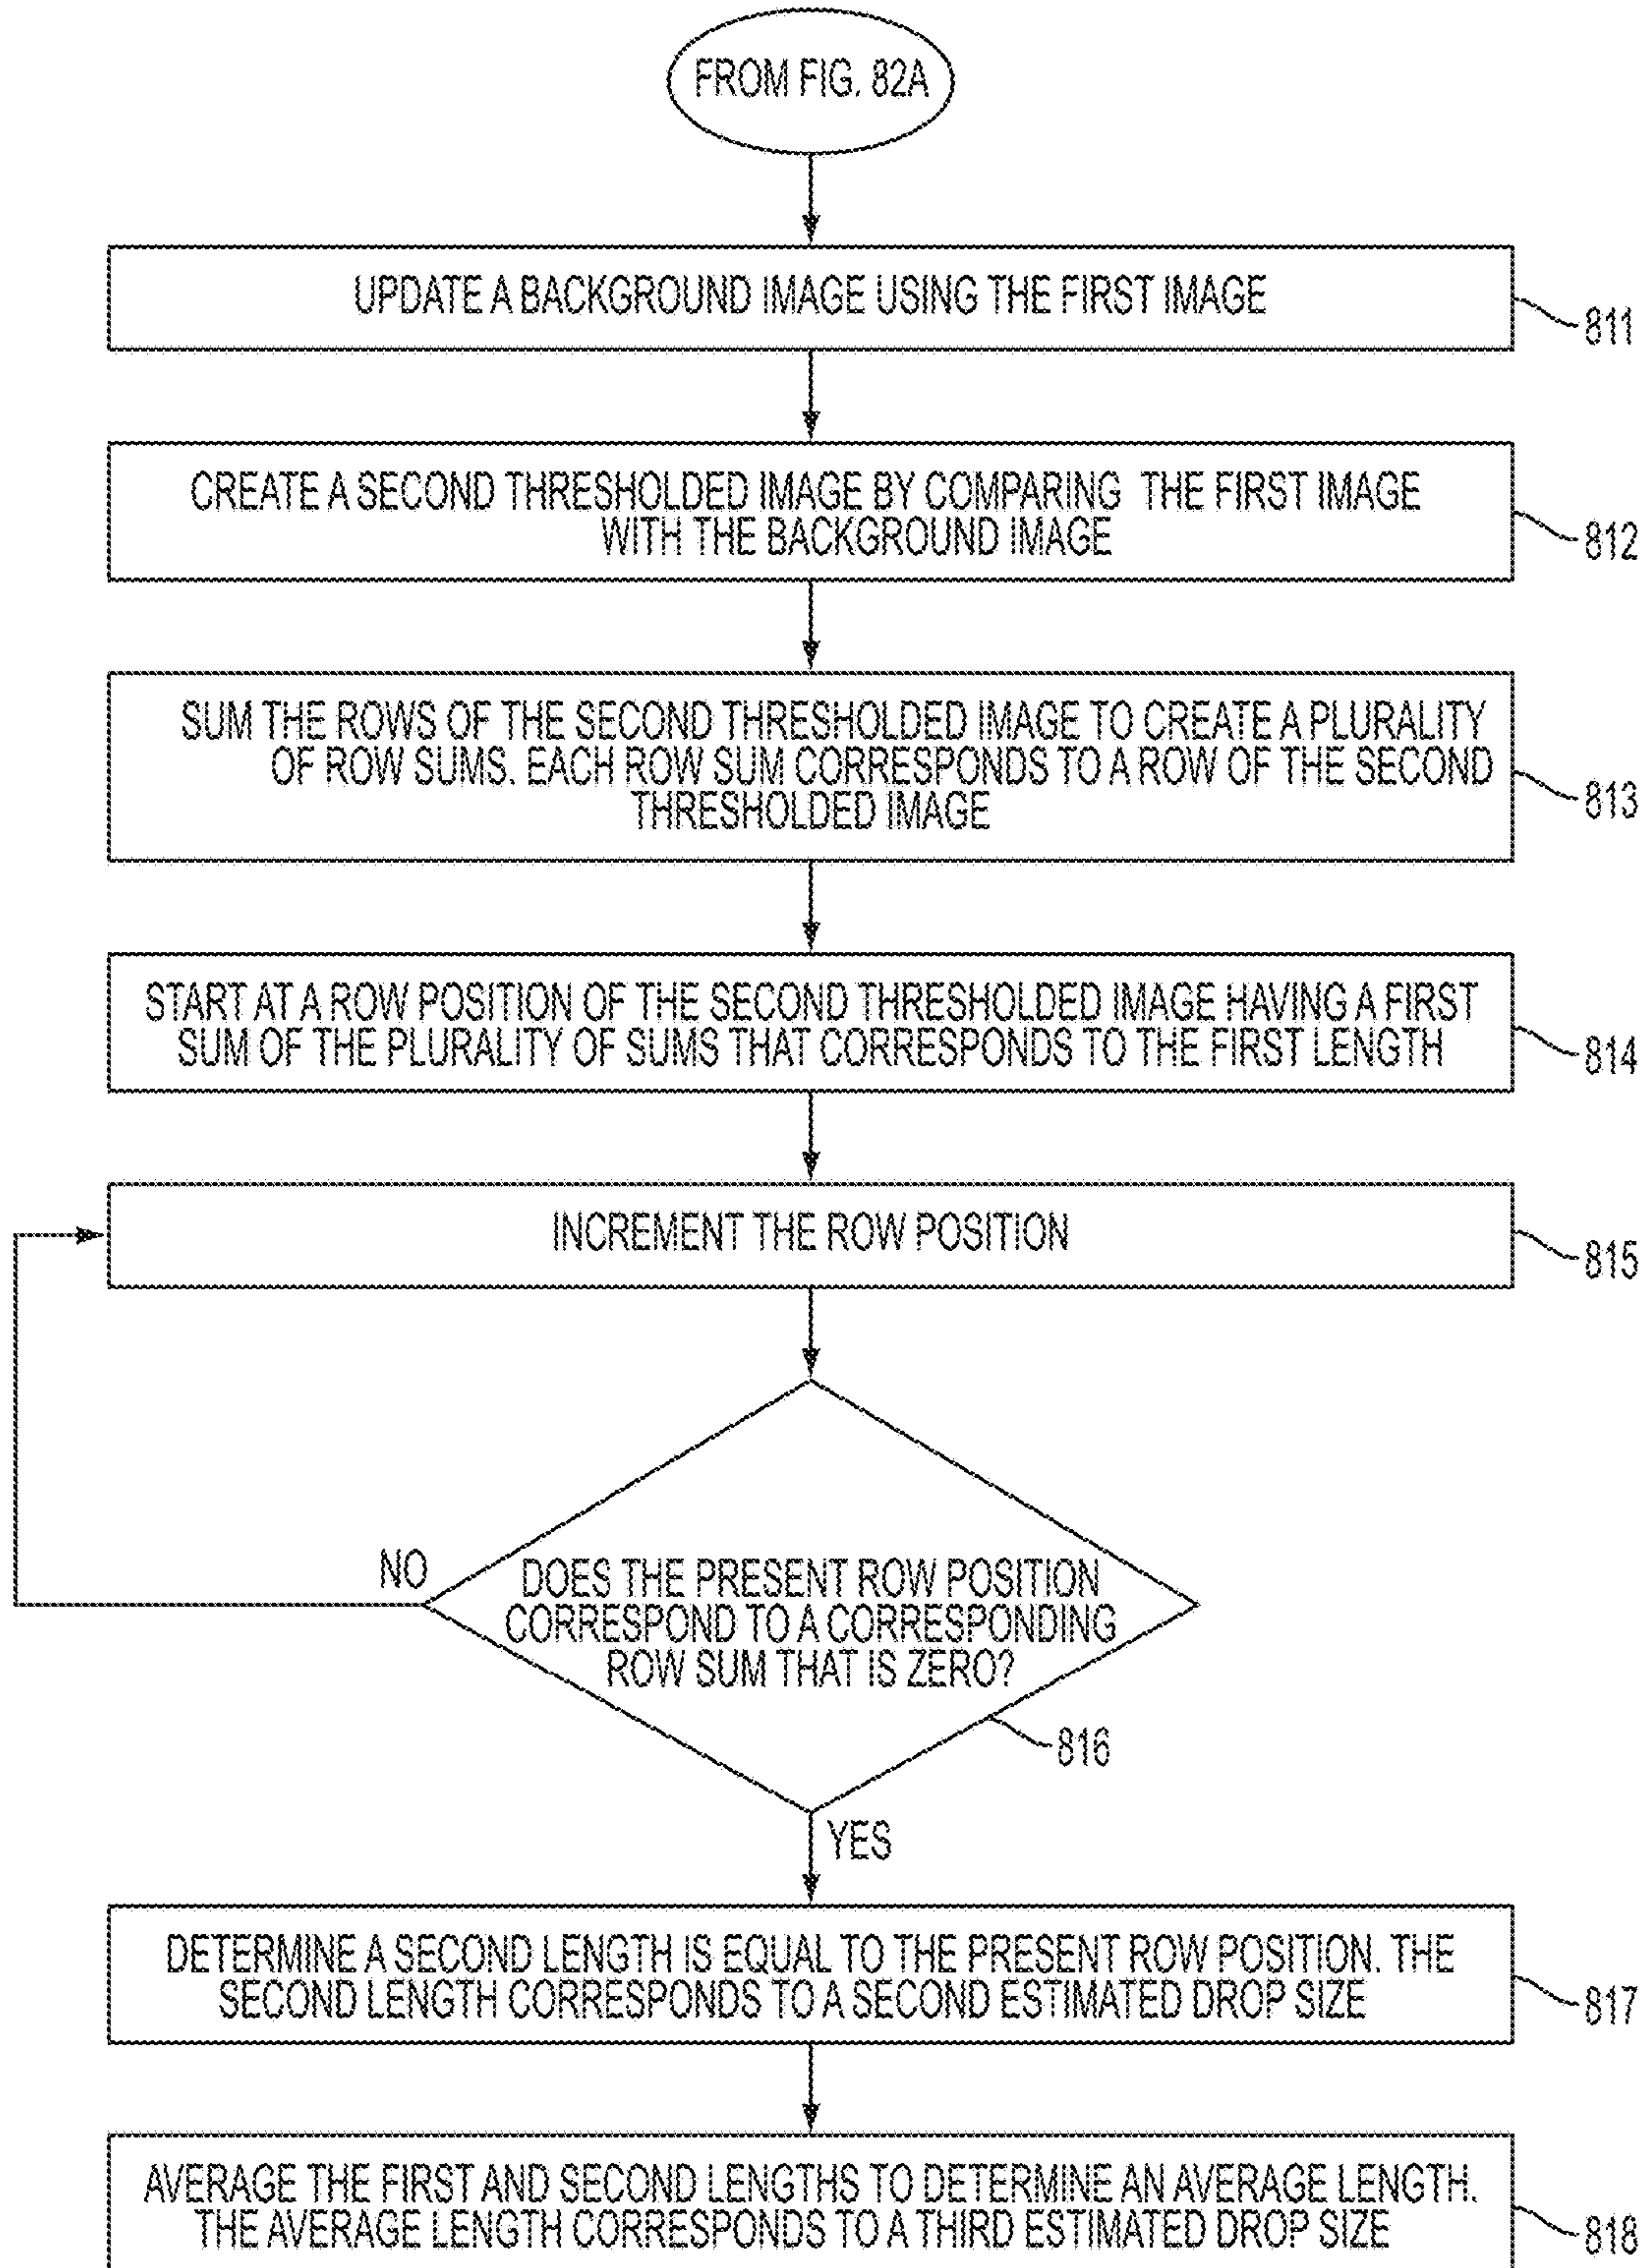 FROM FIG. 82A
UPDATE A BACKGROUND IMAGE USING THE FIRST IMAGE
811
CREATE A SECOND THRESHOLDED IMAGE BY COMPARING THE FIRST IMAGE
WITH THE BACKGROUND IMAGE
812
SUM THE ROWS OF THE SECOND THRESHOLDED IMAGE TO CREATE A PLURALITY
OF ROW SUMS. EACH ROW SUM CORRESPONDS TO A ROW OF THE SECOND
THRESHOLDED IMAGE
813
START AT A ROW POSITION OF THE SECOND THRESHOLDED IMAGE HAVING A FIRST
SUM OF THE PLURALITY OF SUMS THAT CORRESPONDS TO THE FIRST LENGTH
814
INCREMENT THE ROW POSITION
815
NO
DOES THE PRESENT ROW POSITION
CORRESPOND TO A CORRESPONDING
ROW SUM THAT IS ZERO?
816
YES
DETERMINE A SECOND LENGTH IS EQUAL TO THE PRESENT ROW POSITION. THE
SECOND LENGTH CORRESPONDS TO A SECOND ESTIMATED DROP SIZE
817
AVERAGE THE FIRST AND SECOND LENGTHS TO DETERMINE AN AVERAGE LENGTH.
THE AVERAGE LENGTH CORRESPONDS TO A THIRD ESTIMATED DROP SIZE
818